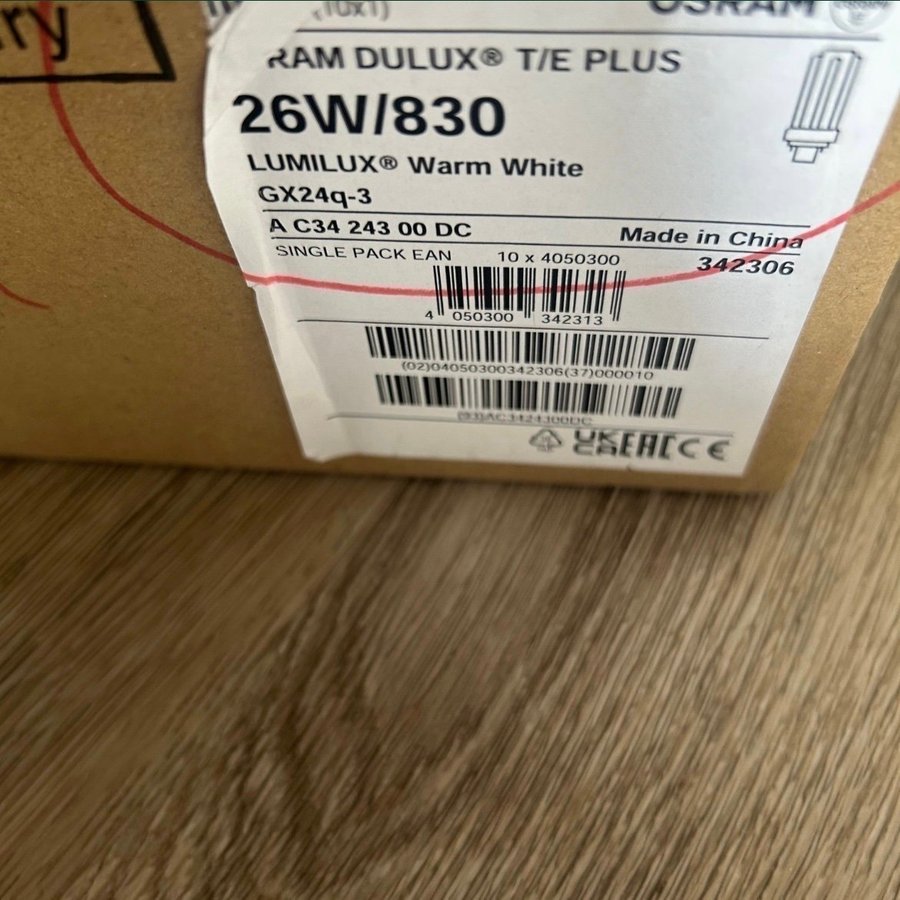 ry
(10x1)
OSRAM
RAM DULUX® T/E PLUS
26W/830
LUMILUX® Warm White
GX24q-3
A C34 243 00 DC
Made in China
SINGLE PACK EAN
10 x 4050300
342306
4 050300 342313
(02)04050300342306(37)000010
(93)AC3424300DC
UK
CA EAC CE